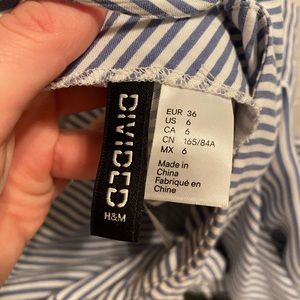 DIVIDED
H&M
EUR 36
US 6
CA 6
CN 165/84A
MX 6
Made in
China
Fabriqué en
Chine